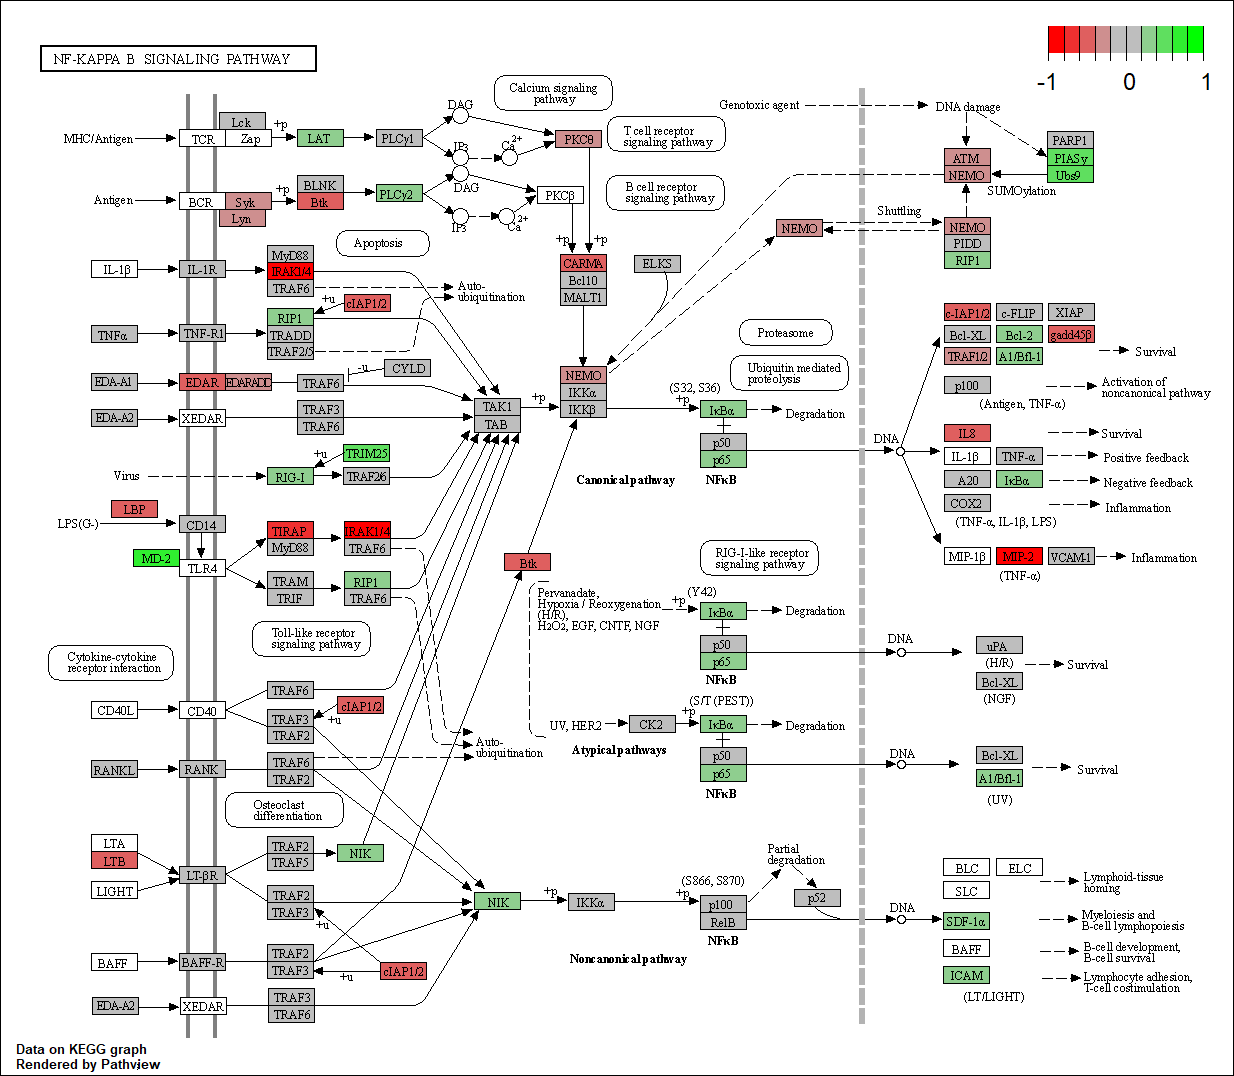 NF-KAPPA B SIGNALING PATHWAY
-1 0 1
Calcium signaling
pathway
T cell receptor
signaling pathway
B cell receptor
signaling pathway
MHC/Antigen
TCR
Lck
Zap
+p
LAT
PLCγ1
DAG
IP3
Ca2+
PKCθ
Antigen
BCR
Syk
Lyn
+p
BLNK
Btk
PLCγ2
DAG
IP3
Ca2+
PKCβ
+p
+p
CARMA
Bcl10
MALT1
ELKS
Genotoxic agent
DNA damage
ATM
NEMO
PARP1
PIASy
Ubs9
SUMOylation
Shuttling
NEMO
NEMO
PIDD
RIP1
Apoptosis
IL-1β
IL-1R
MyD88
IRAK1/4
TRAF6
Auto-
ubiquitination
+u
cIAP1/2
TNFα
TNF-R1
RIP1
TRADD
TRAF2/5
EDA-A1
EDAR
EDARADD
TRAF6
-u
CYLD
EDA-A2
XEDAR
TRAF3
TRAF6
TAK1
TAB
+p
NEMO
IKKα
IKKβ
Proteasome
Ubiquitin mediated
proteolysis
(S32, S36)
+p
IκBα
Degradation
p50
p65
NFκB
Canonical pathway
DNA
c-IAP1/2
c-FLIP
XIAP
Bcl-XL
Bcl-2
gadd45β
TRAF1/2
A1/Bfl-1
Survival
p100
Activation of
noncanonical pathway
(Antigen, TNF-α)
IL8
Survival
IL-1β
TNF-α
Positive feedback
A20
IκBα
Negative feedback
COX2
Inflammation
(TNF-α, IL-1β, LPS)
MIP-1β
MIP-2
VCAM-1
Inflammation
(TNF-α)
Virus
RIG-I
+u
TRIM25
TRAF2/6
LBP
LPS(G-)
CD14
MD-2
TLR4
TIRAP
MyD88
IRAK1/4
TRAF6
TRAM
TRIF
RIP1
TRAF6
Btk
RIG-I-like receptor
signaling pathway
Pervanadate,
Hypoxia / Reoxygenation
(H/R),
H2O2, EGF, CNTF, NGF
+p
(Y42)
IκBα
Degradation
p50
p65
NFκB
DNA
uPA
(H/R)
Bcl-XL
(NGF)
Survival
Toll-like receptor
signaling pathway
Cytokine-cytokine
receptor interaction
CD40L
CD40
TRAF6
TRAF3
TRAF2
cIAP1/2
+u
Auto-
ubiquitination
RANKL
RANK
TRAF6
TRAF2
UV, HER2
CK2
+p
(S/T (PEST))
IκBα
Degradation
p50
p65
NFκB
Atypical pathways
DNA
Bcl-XL
A1/Bfl-1
(UV)
Survival
Osteoclast
differentiation
LTA
LTB
LIGHT
LT-βR
TRAF2
TRAF5
NIK
TRAF2
TRAF3
+u
NIK
+p
IKKα
+p
(S866, S870)
p100
RelB
NFκB
Partial
degradation
p52
DNA
Noncanonical pathway
BLC
ELC
SLC
Lymphoid-tissue
homing
SDF-1α
Myeloiesis and
B-cell lymphopoiesis
BAFF
B-cell development,
B-cell survival
ICAM
Lymphocyte adhesion,
T-cell costimulation
(LT/LIGHT)
BAFF
BAFF-R
TRAF2
TRAF3
+u
cIAP1/2
EDA-A2
XEDAR
TRAF3
TRAF6
Data on KEGG graph
Rendered by Pathview